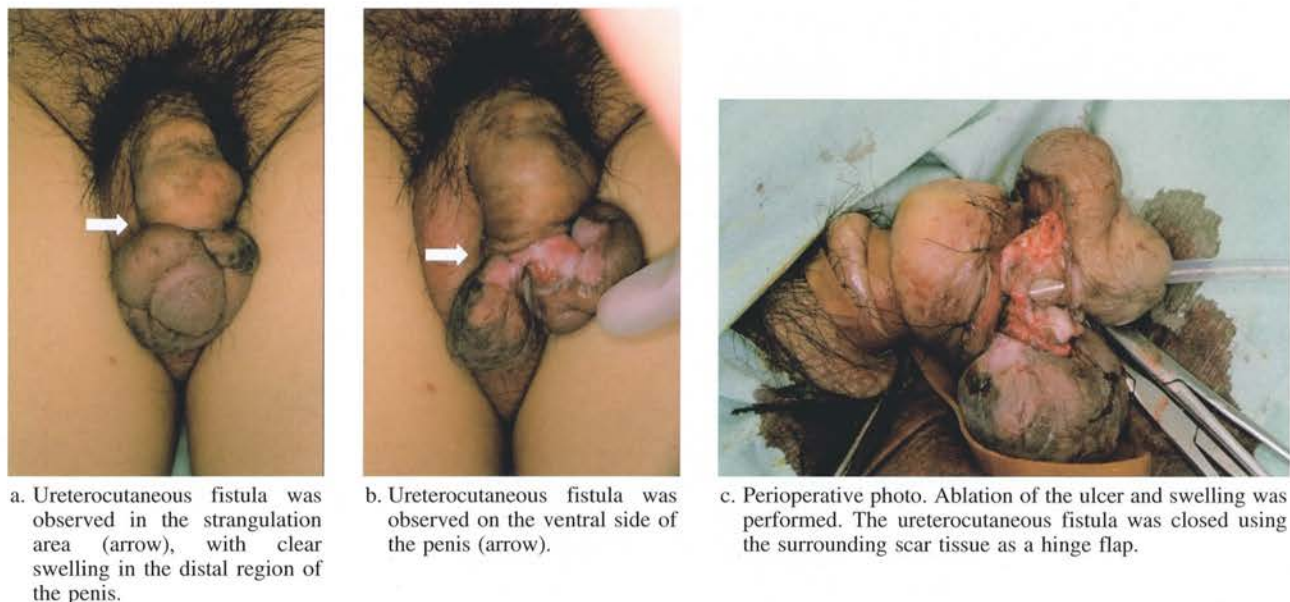 a. Ureterocutaneous fistula was
observed in the strangulation
area (arrow), with clear
swelling in the distal region of
the penis.
b. Ureterocutaneous fistula was
observed on the ventral side of
the penis (arrow).
c. Perioperative photo. Ablation of the ulcer and swelling was
performed. The ureterocutaneous fistula was closed using
the surrounding scar tissue as a hinge flap.